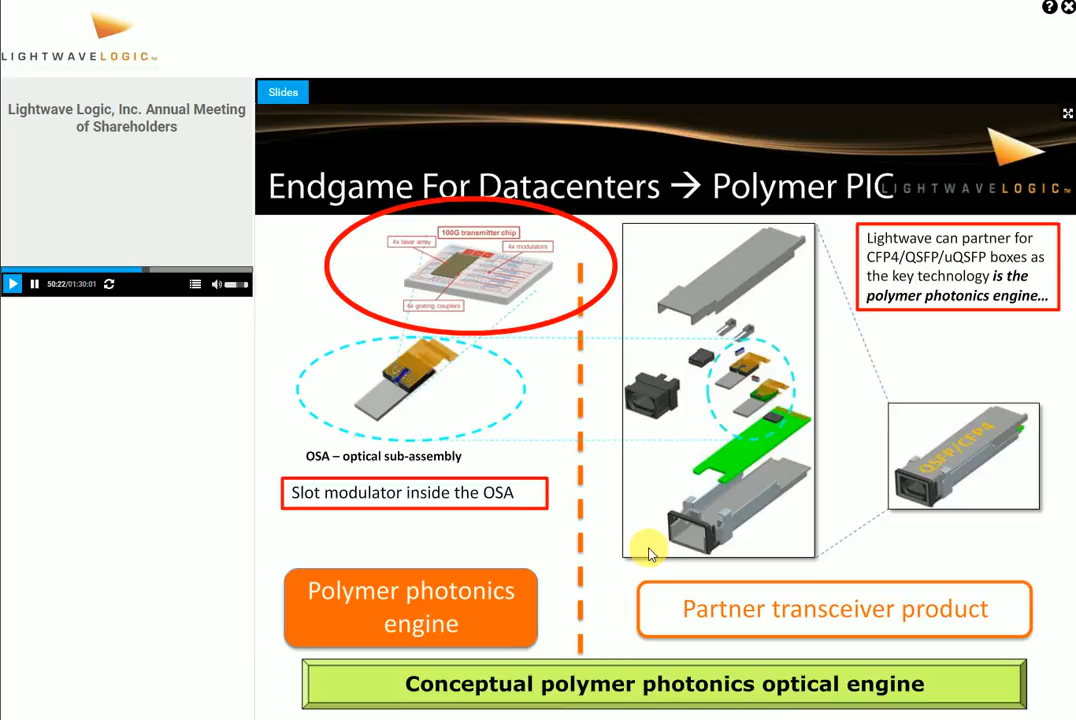 LIGHTWAVELOGIC™
Lightwave Logic, Inc. Annual Meeting
of Shareholders
50:22/01:30:01
Slides
Endgame For Datacenters → Polymer PIC
LIGHTWAVELOGIC™
100G transmitter chip
4x laser array
4x modulators
4x grating couplers
OSA – optical sub-assembly
Slot modulator inside the OSA
Lightwave can partner for
CFP4/QSFP/uQSFP boxes as
the key technology is the
polymer photonics engine…
QSFP/CFP4
Polymer photonics
engine
Partner transceiver product
Conceptual polymer photonics optical engine